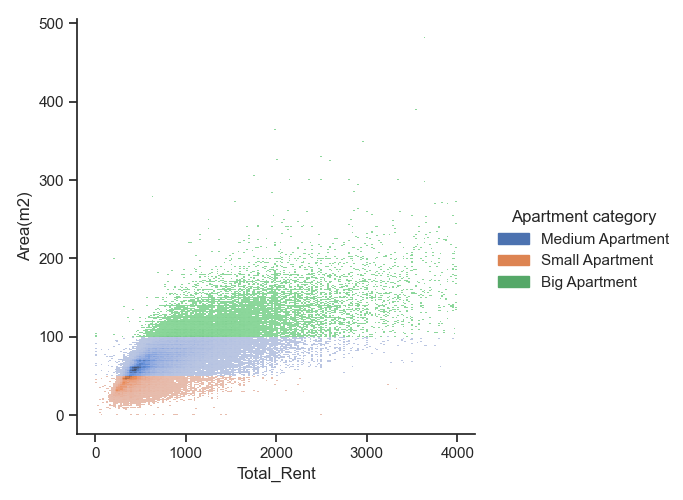 500
400
300
200
100
0
Area(m2)
0 1000 2000 3000 4000
Total_Rent
Apartment category
Medium Apartment
Small Apartment
Big Apartment